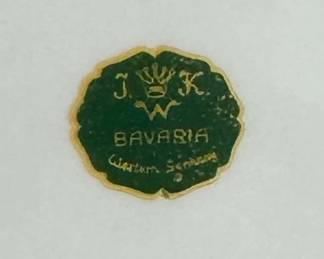 J. K.
W
BAVARIA
Western Germany